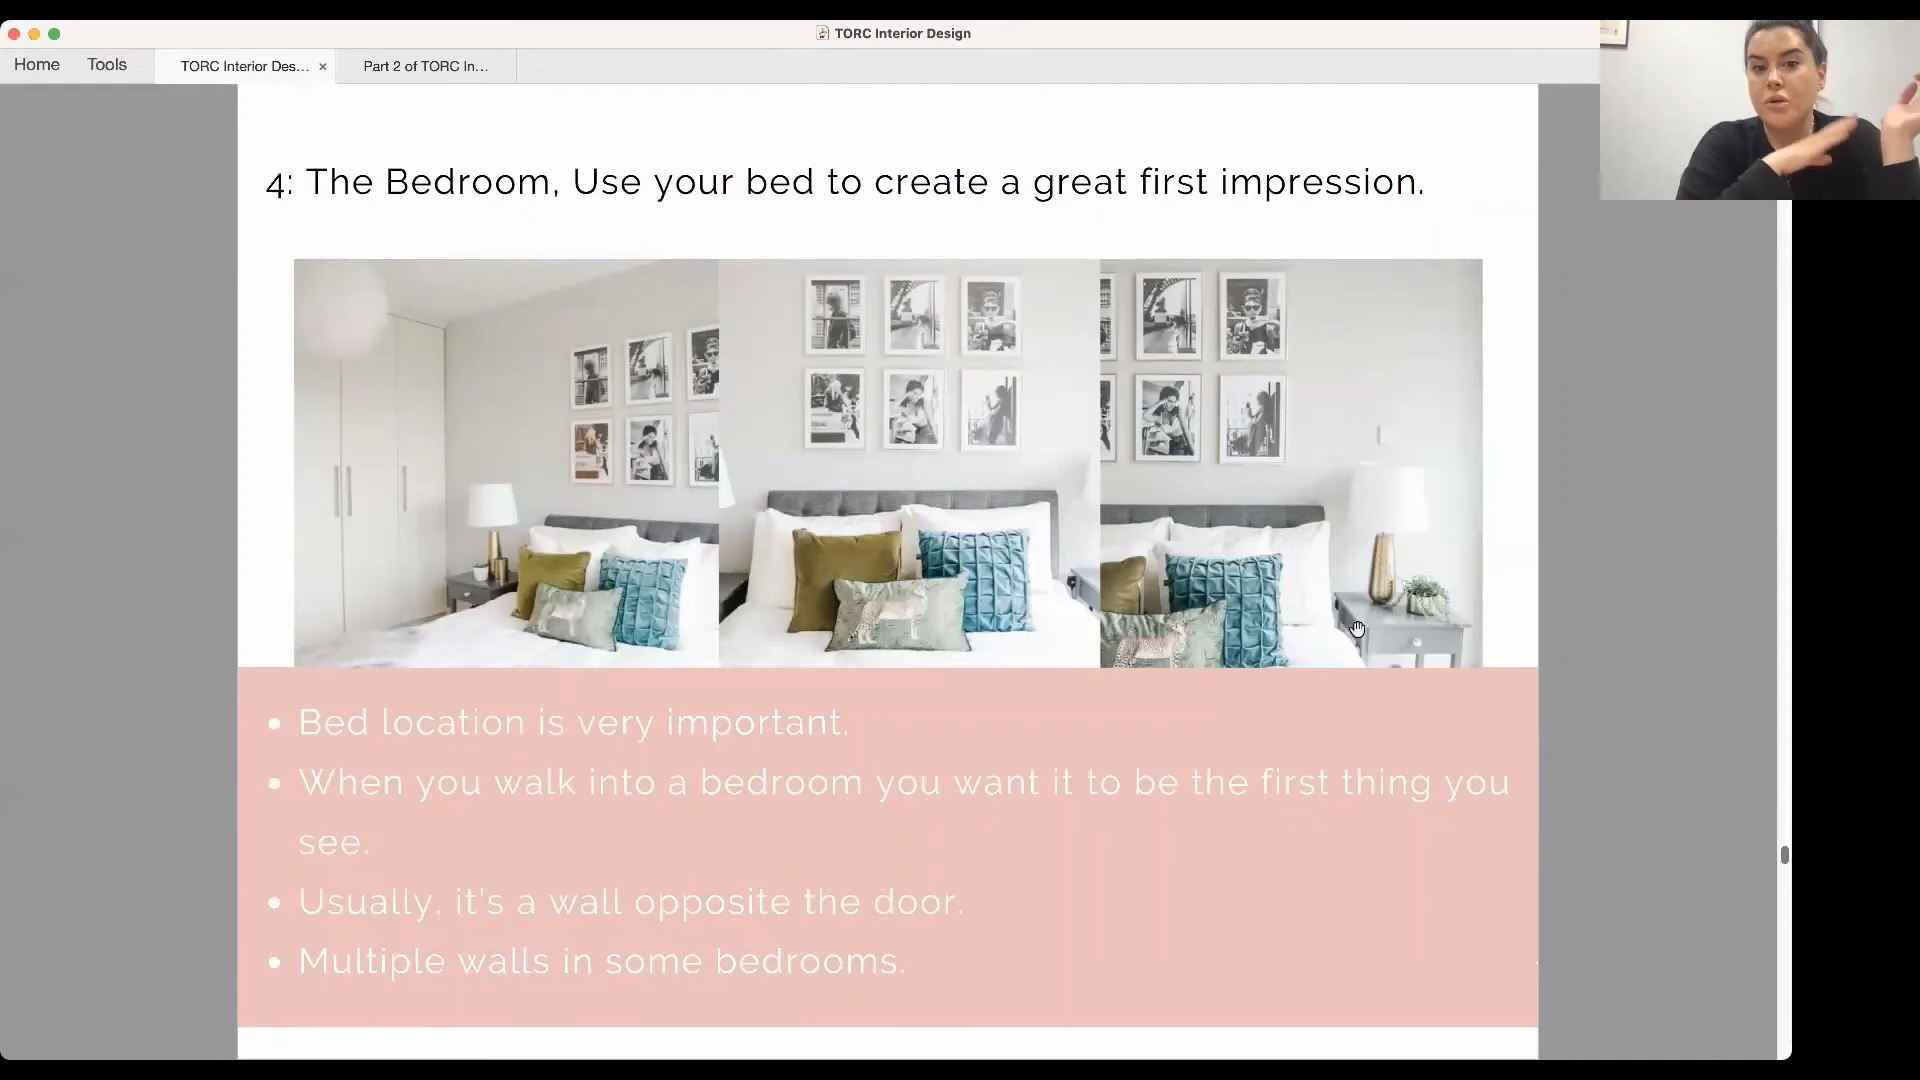 TORC Interior Design
Home Tools TORC Interior Des... × Part 2 of TORC In...
4: The Bedroom, Use your bed to create a great first impression.
• Bed location is very important.
• When you walk into a bedroom you want it to be the first thing you
see.
• Usually, it's a wall opposite the door.
• Multiple walls in some bedrooms.